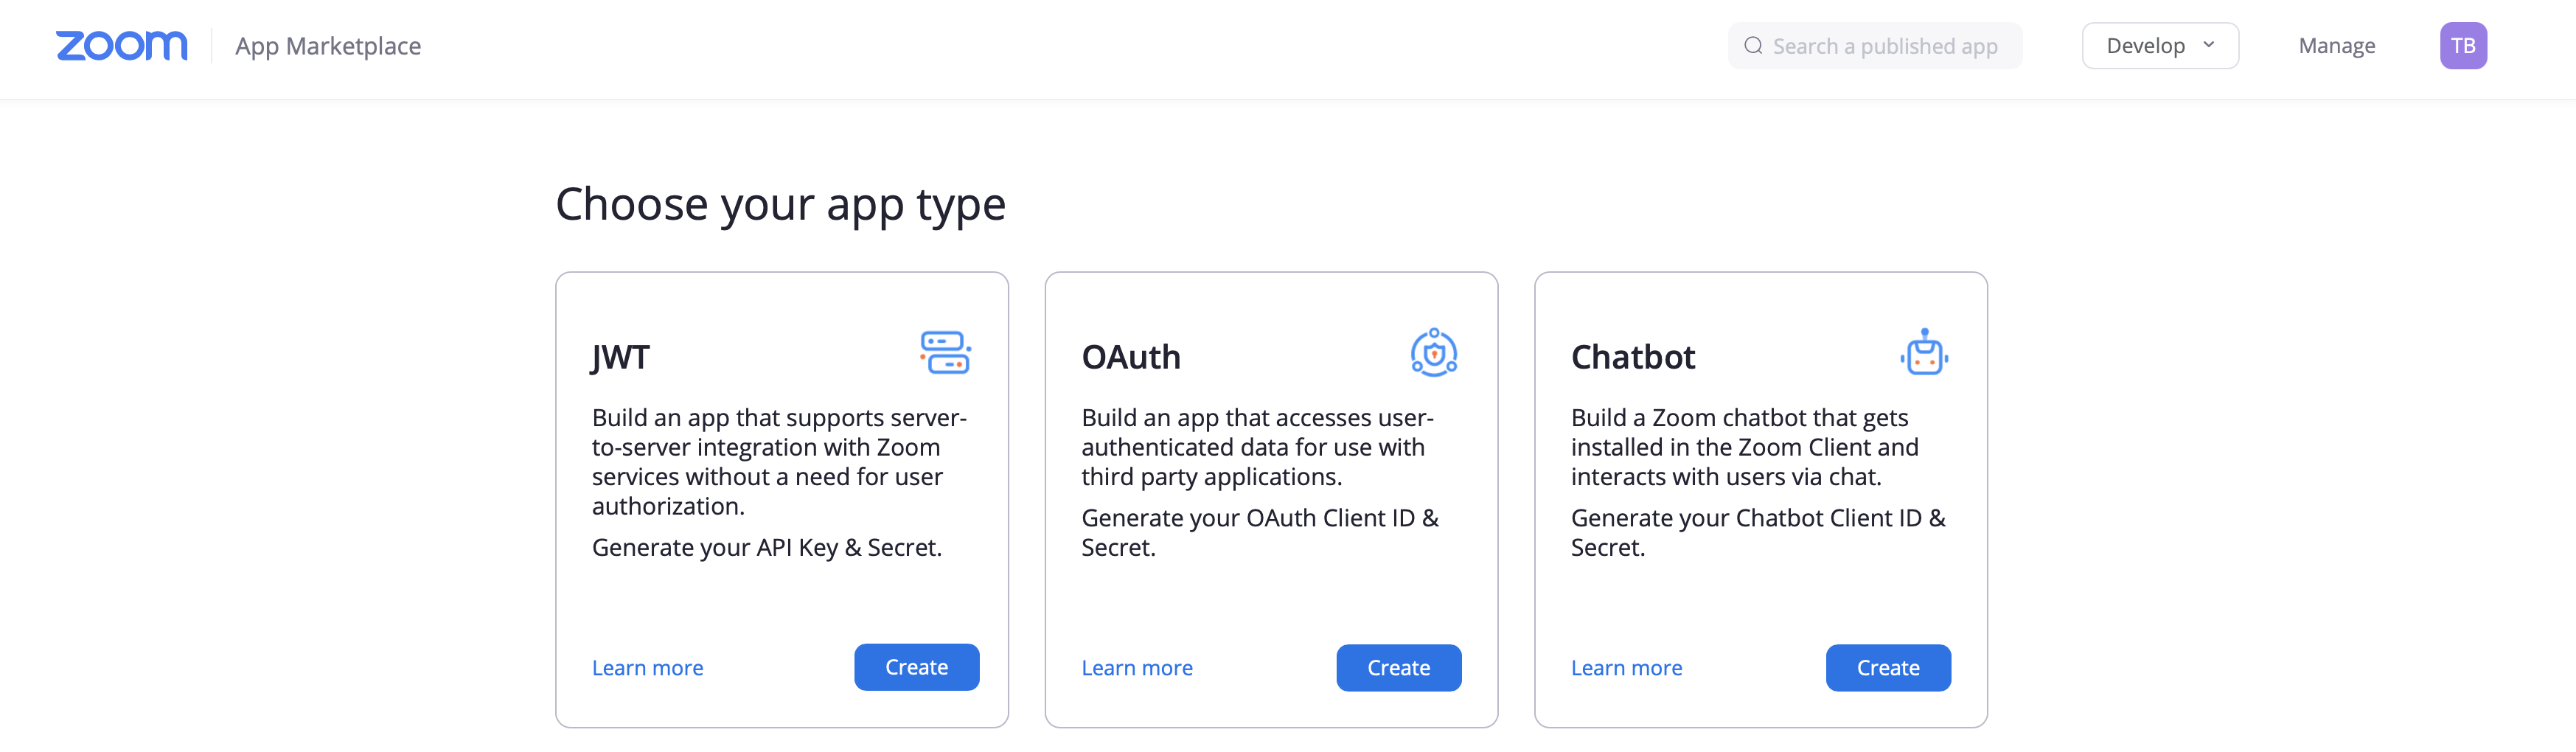 zoom
App Marketplace
Search a published app
Develop
Manage
TB
Choose your app type
JWT
Build an app that supports server-
to-server integration with Zoom
services without a need for user
authorization.
Generate your API Key & Secret.
Learn more
Create
OAuth
Build an app that accesses user-
authenticated data for use with
third party applications.
Generate your OAuth Client ID &
Secret.
Learn more
Create
Chatbot
Build a Zoom chatbot that gets
installed in the Zoom Client and
interacts with users via chat.
Generate your Chatbot Client ID &
Secret.
Learn more
Create